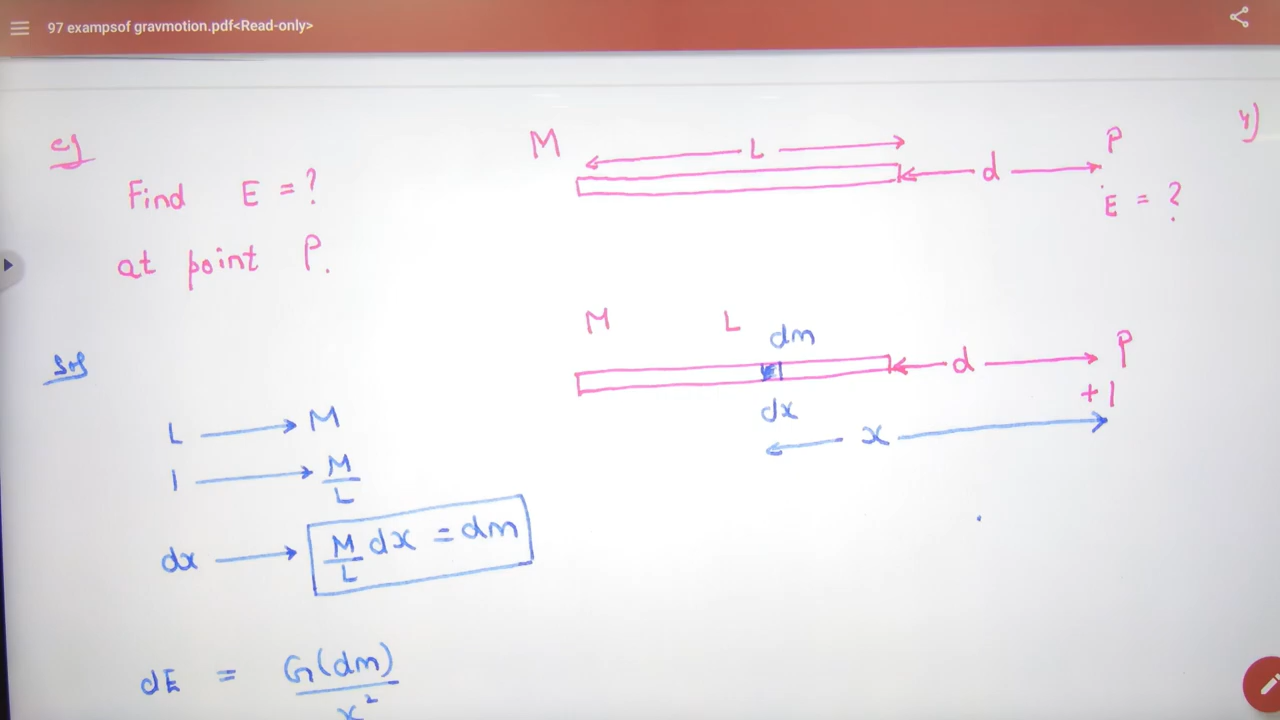 97 exampsof gravmotion.pdf<Read-only>
eg
Find E = ?
at point P.
M
L
d
P
E = ?
4)
Sol
M L
dm
d
P
+1
dx
x
L → M
1 → M/L
dx → M/L dx = dm
dE = G(dm)/x²